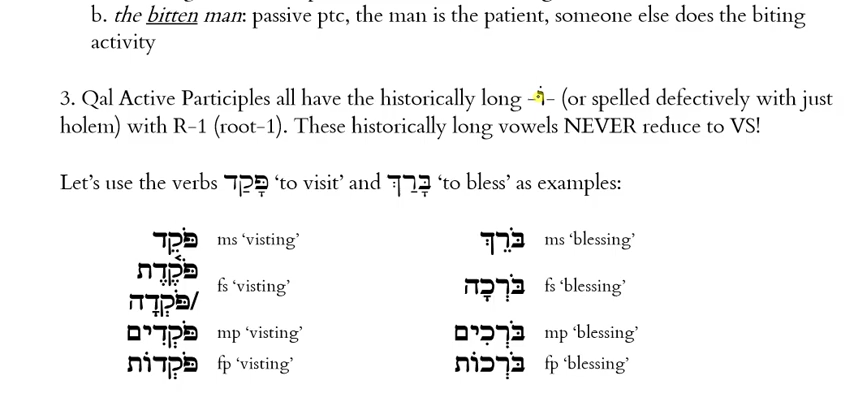 b. the bitten man: passive ptc, the man is the patient, someone else does the biting
activity
3. Qal Active Participles all have the historically long -וֹ- (or spelled defectively with just
holem) with R-1 (root-1). These historically long vowels NEVER reduce to VS!
Let's use the verbs פָּקַד 'to visit' and בָּרַךְ 'to bless' as examples:
פֹּקֵד ms 'visting' בֹּרֵךְ ms 'blessing'
פֹּקֶ֫דֶת
/פֹּקְדָה fs 'visting' בֹּרְכָה fs 'blessing'
פֹּקְדִים mp 'visting' בֹּרְכִים mp 'blessing'
פֹּקְדוֹת fp 'visting' בֹּרְכוֹת fp 'blessing'